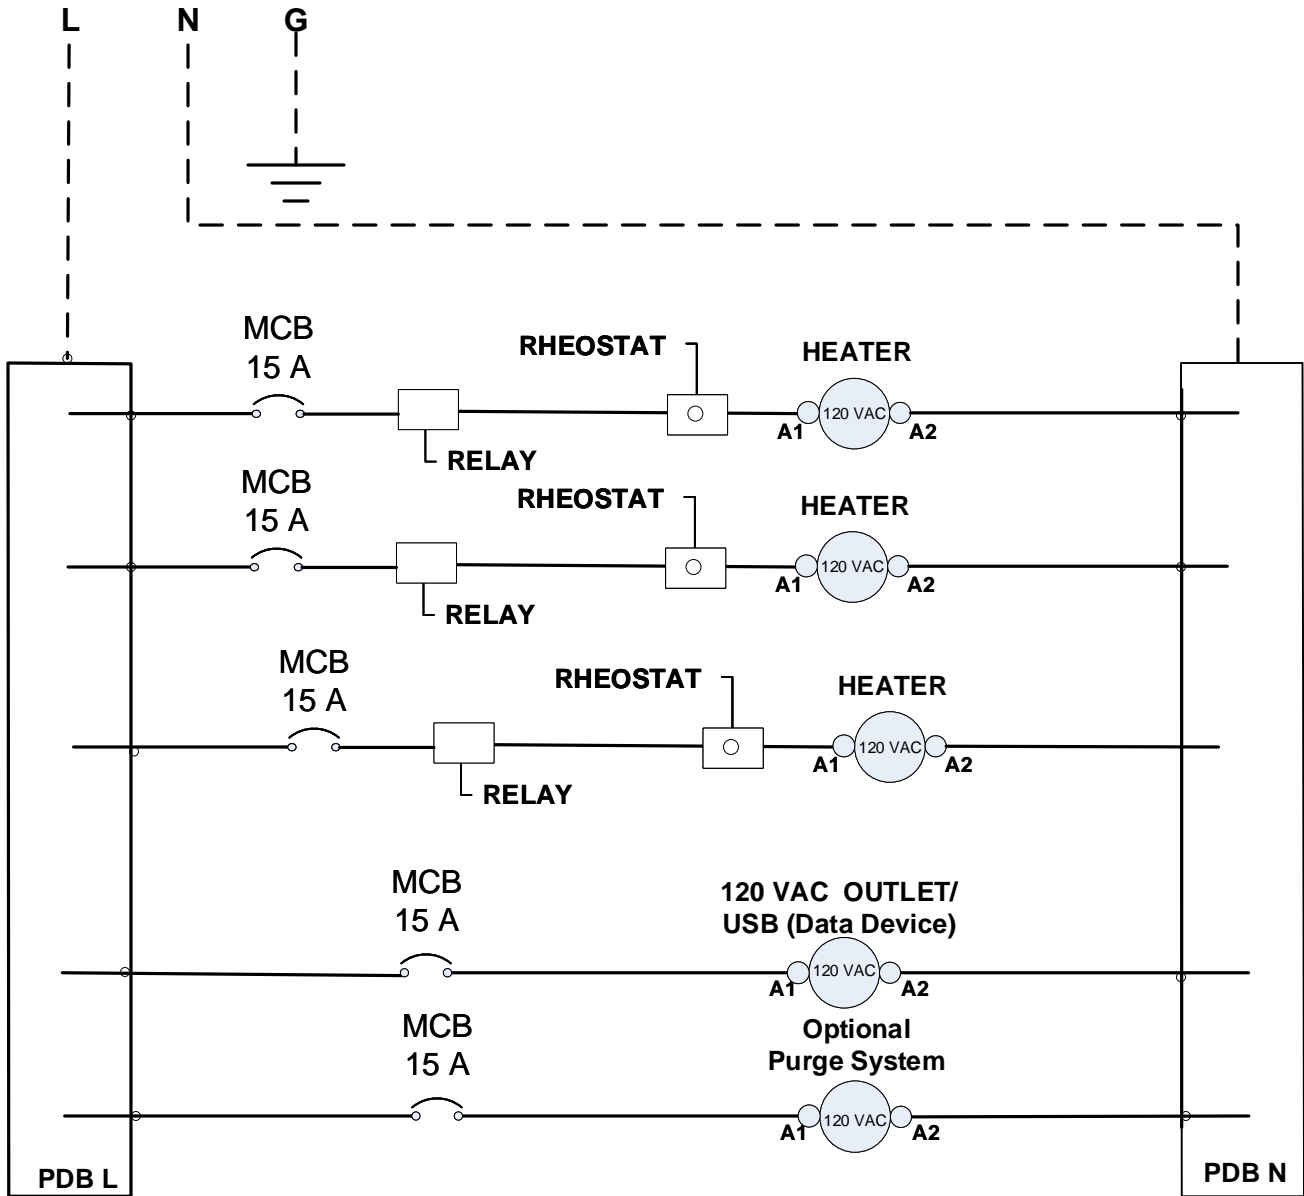 L N G
MCB
15 A
RHEOSTAT
HEATER
120 VAC
A1 A2
RELAY
MCB
15 A
RHEOSTAT
HEATER
120 VAC
A1 A2
RELAY
MCB
15 A
RHEOSTAT
HEATER
120 VAC
A1 A2
RELAY
MCB
15 A
120 VAC OUTLET/
USB (Data Device)
120 VAC
A1 A2
MCB
15 A
Optional
Purge System
120 VAC
A1 A2
PDB L
PDB N